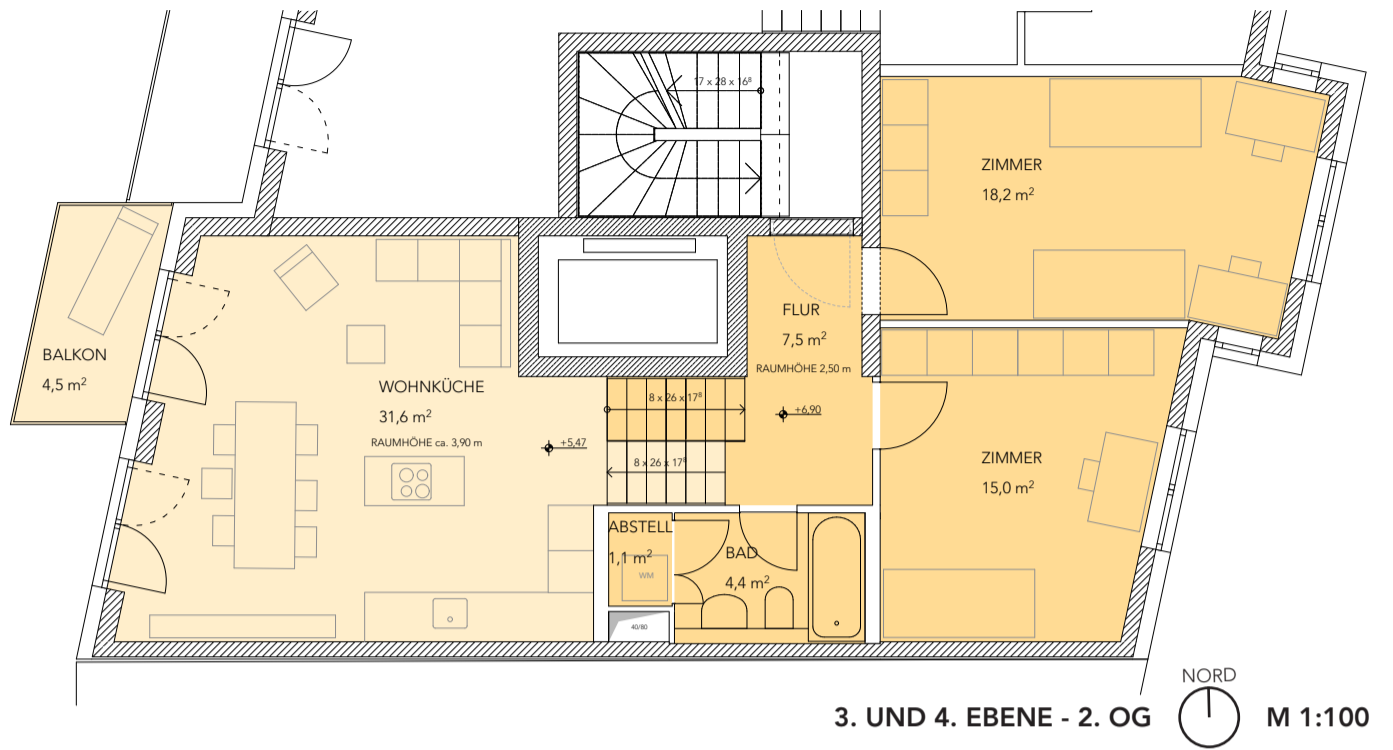 17 x 28 x 16⁸
ZIMMER
18,2 m²
FLUR
7,5 m²
RAUMHÖHE 2,50 m
BALKON
4,5 m²
WOHNKÜCHE
31,6 m²
RAUMHÖHE ca. 3,90 m
+5,47
8 x 26 x 17⁸
+6,90
8 x 26 x 17⁸
ZIMMER
15,0 m²
ABSTELL
1,1 m²
WM
BAD
4,4 m²
40/80
NORD
3. UND 4. EBENE - 2. OG
M 1:100